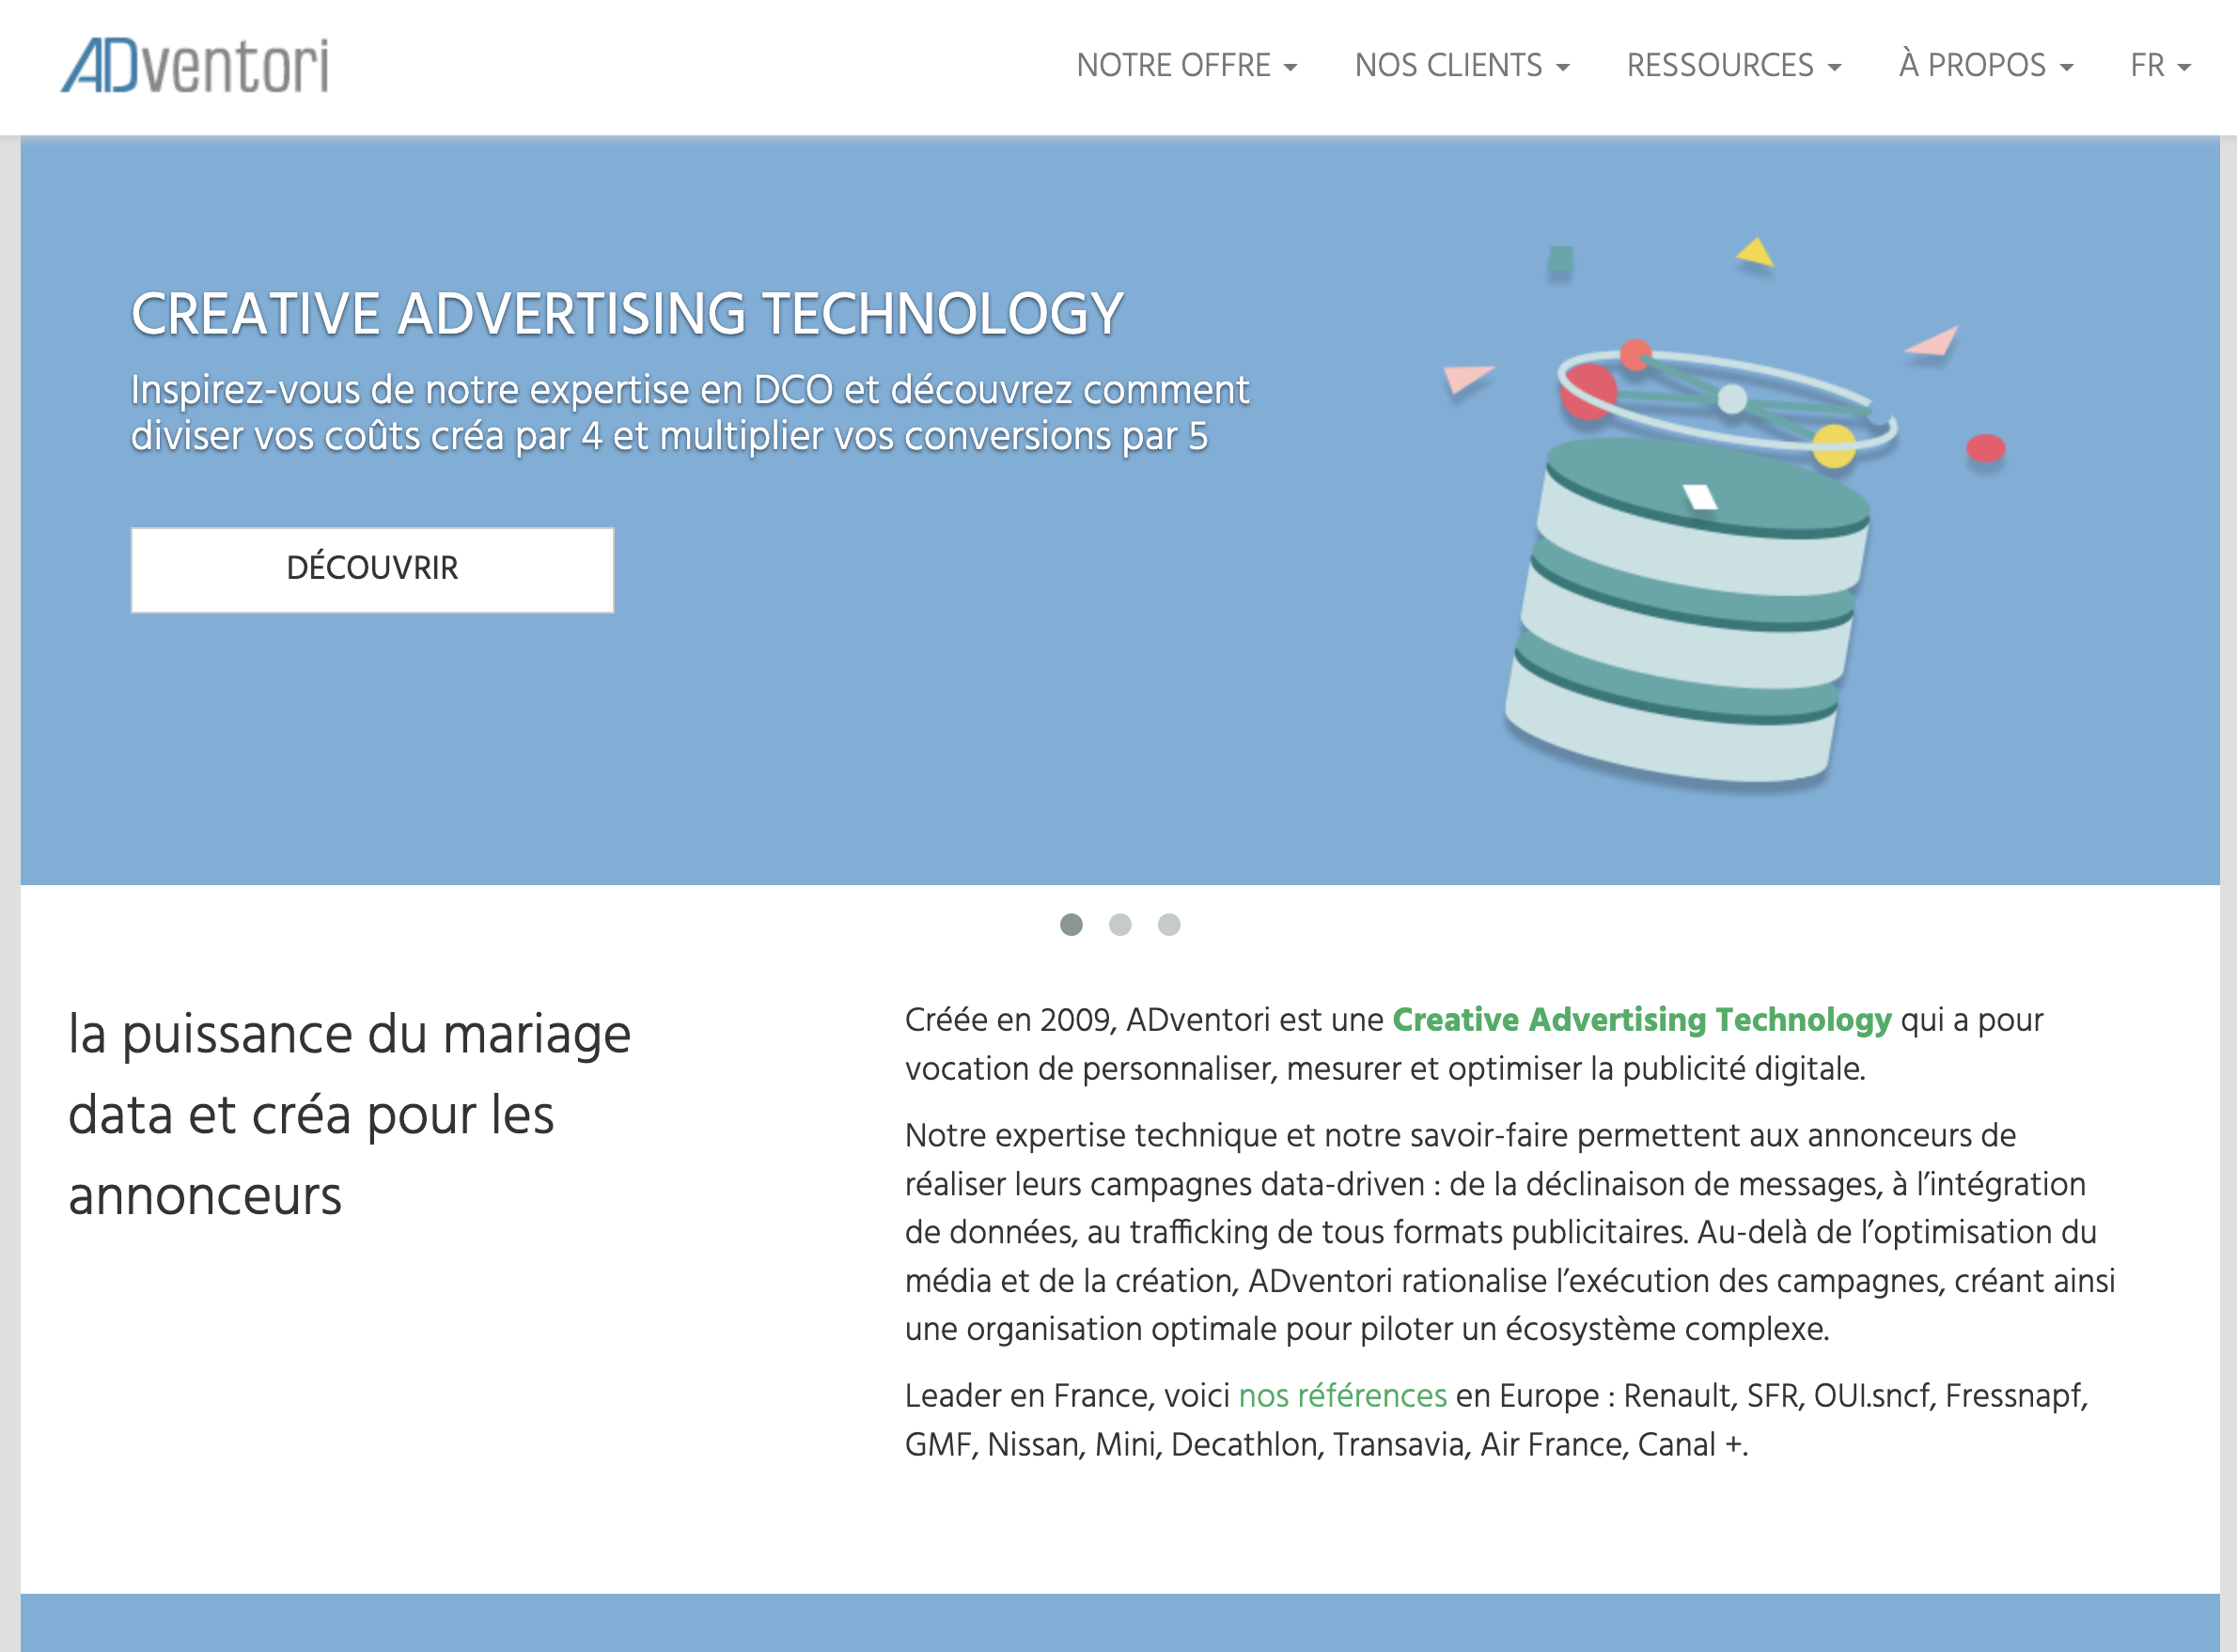 ADventori
NOTRE OFFRE
NOS CLIENTS
RESSOURCES
À PROPOS
FR
CREATIVE ADVERTISING TECHNOLOGY
Inspirez-vous de notre expertise en DCO et découvrez comment
diviser vos coûts créa par 4 et multiplier vos conversions par 5
DÉCOUVRIR
la puissance du mariage
data et créa pour les
annonceurs
Créée en 2009, ADventori est une Creative Advertising Technology qui a pour
vocation de personnaliser, mesurer et optimiser la publicité digitale.
Notre expertise technique et notre savoir-faire permettent aux annonceurs de
réaliser leurs campagnes data-driven : de la déclinaison de messages, à l’intégration
de données, au trafficking de tous formats publicitaires. Au-delà de l’optimisation du
média et de la création, ADventori rationalise l’exécution des campagnes, créant ainsi
une organisation optimale pour piloter un écosystème complexe.
Leader en France, voici nos références en Europe : Renault, SFR, OUI.sncf, Fressnapf,
GMF, Nissan, Mini, Decathlon, Transavia, Air France, Canal +.